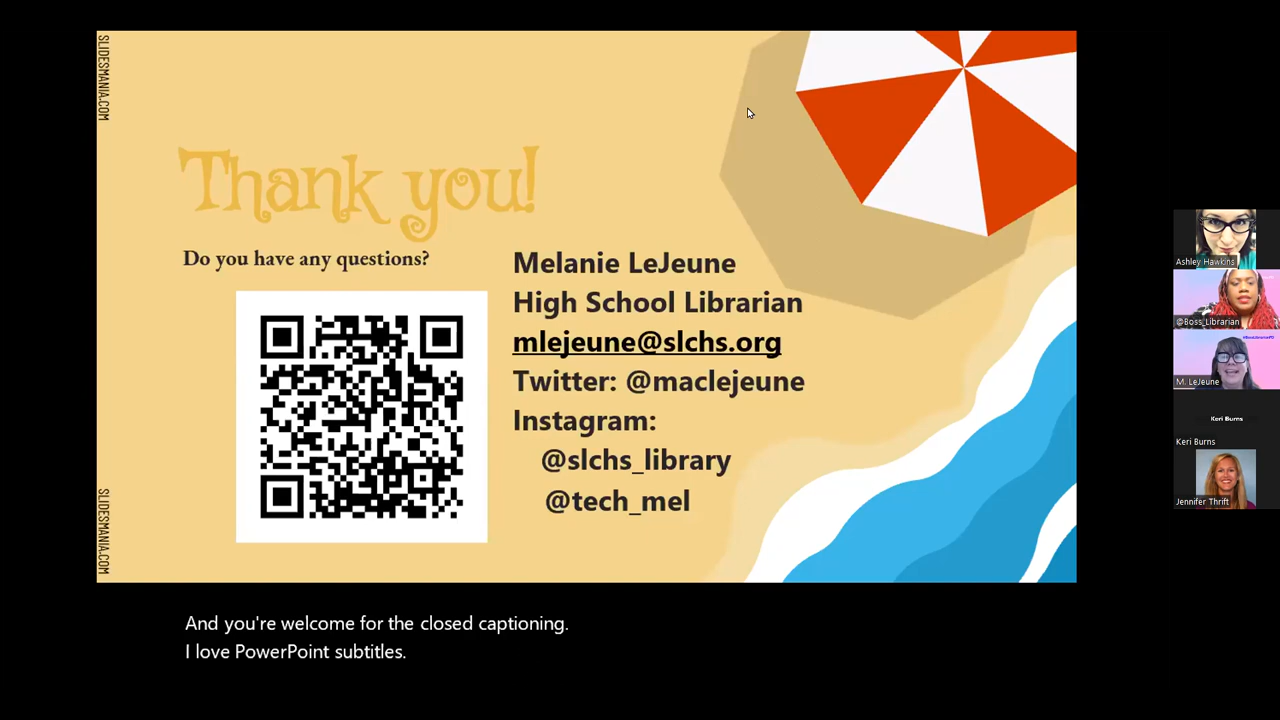 SLIDESMANIA.COM
Thank you!
Do you have any questions?
Melanie LeJeune
High School Librarian
mlejeune@slchs.org
Twitter: @maclejeune
Instagram:
@slchs_library
@tech_mel
SLIDESMANIA.COM
Ashley Hawkins
@Boss_Librarian
M. LeJeune
Keri Burns
Keri Burns
Jennifer Thrift
And you're welcome for the closed captioning.
I love PowerPoint subtitles.